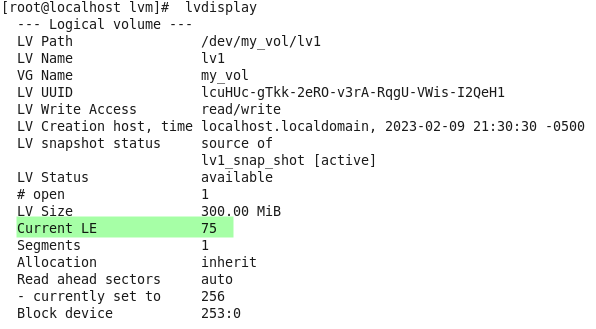 [root@localhost lvm]#  lvdisplay
--- Logical volume ---
LV Path                /dev/my_vol/lv1
LV Name                lv1
VG Name                my_vol
LV UUID                lcuHUc-gTkk-2eRO-v3rA-RqgU-VWis-I2QeH1
LV Write Access        read/write
LV Creation host, time localhost.localdomain, 2023-02-09 21:30:30 -0500
LV snapshot status     source of
                       lv1_snap_shot [active]
LV Status              available
# open                 1
LV Size                300.00 MiB
Current LE             75
Segments               1
Allocation             inherit
Read ahead sectors     auto
- currently set to     256
Block device           253:0